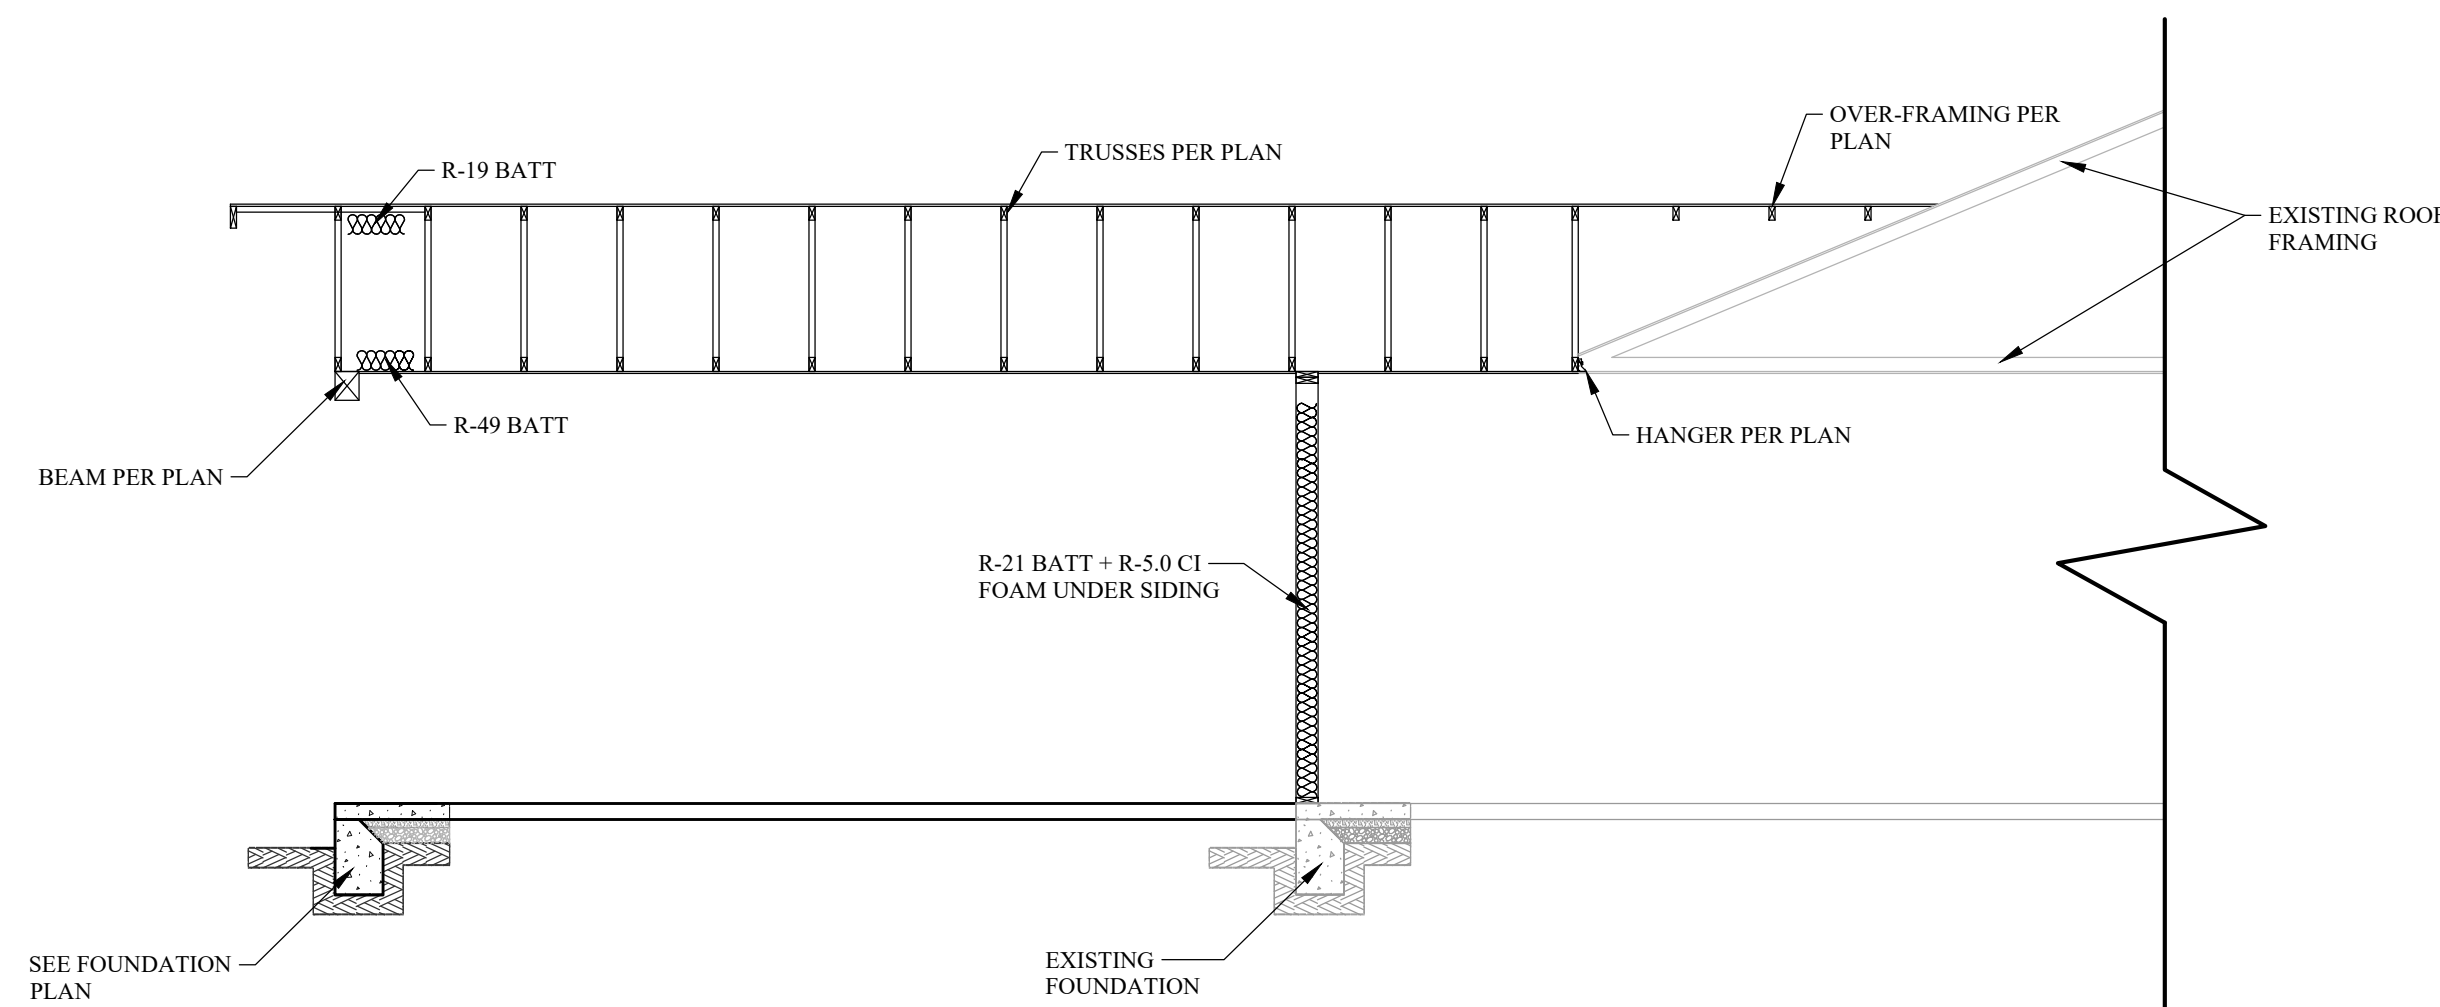 OVER-FRAMING PER
PLAN
TRUSSES PER PLAN
R-19 BATT
EXISTING ROOF
FRAMING
R-49 BATT
HANGER PER PLAN
BEAM PER PLAN
R-21 BATT + R-5.0 CI
FOAM UNDER SIDING
SEE FOUNDATION
PLAN
EXISTING
FOUNDATION